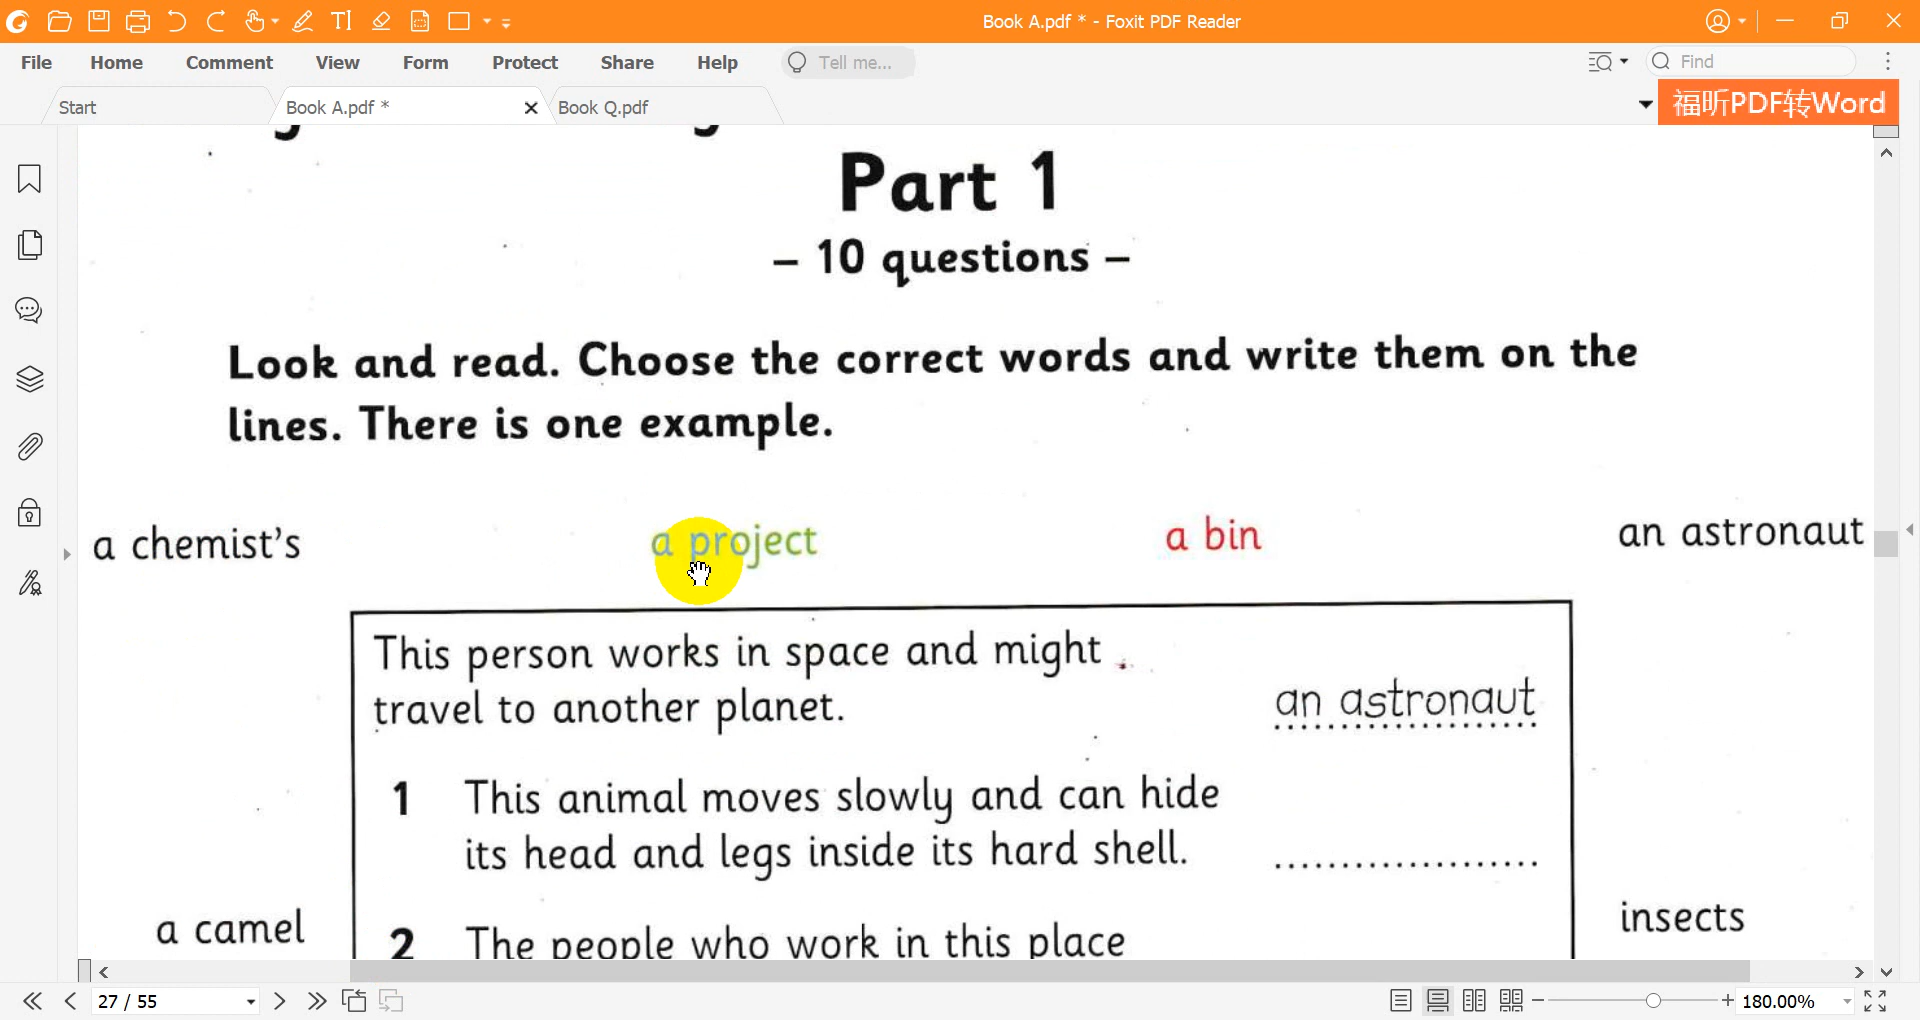 Book A.pdf * - Foxit PDF Reader
File Home Comment View Form Protect Share Help Tell me... Find
Start Book A.pdf * Book Q.pdf 福昕PDF转Word
Part 1
– 10 questions –
Look and read. Choose the correct words and write them on the
lines. There is one example.
a chemist's a project a bin an astronaut
This person works in space and might
travel to another planet. an astronaut
1 This animal moves slowly and can hide
its head and legs inside its hard shell.
a camel insects
2 The people who work in this place
27 / 55 180.00%